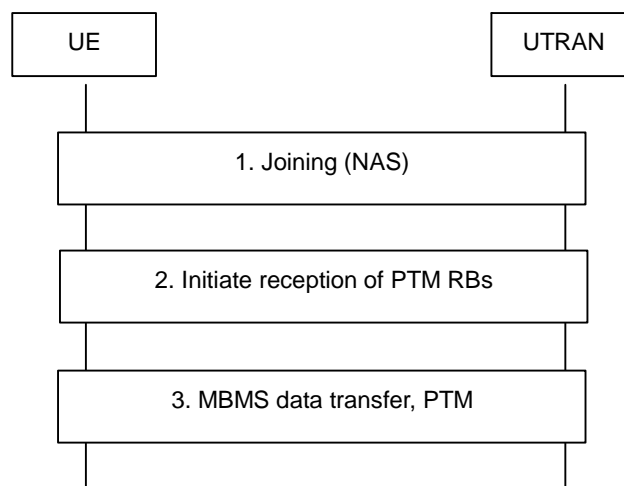 UE
UTRAN
1. Joining (NAS)
2. Initiate reception of PTM RBs
3. MBMS data transfer, PTM